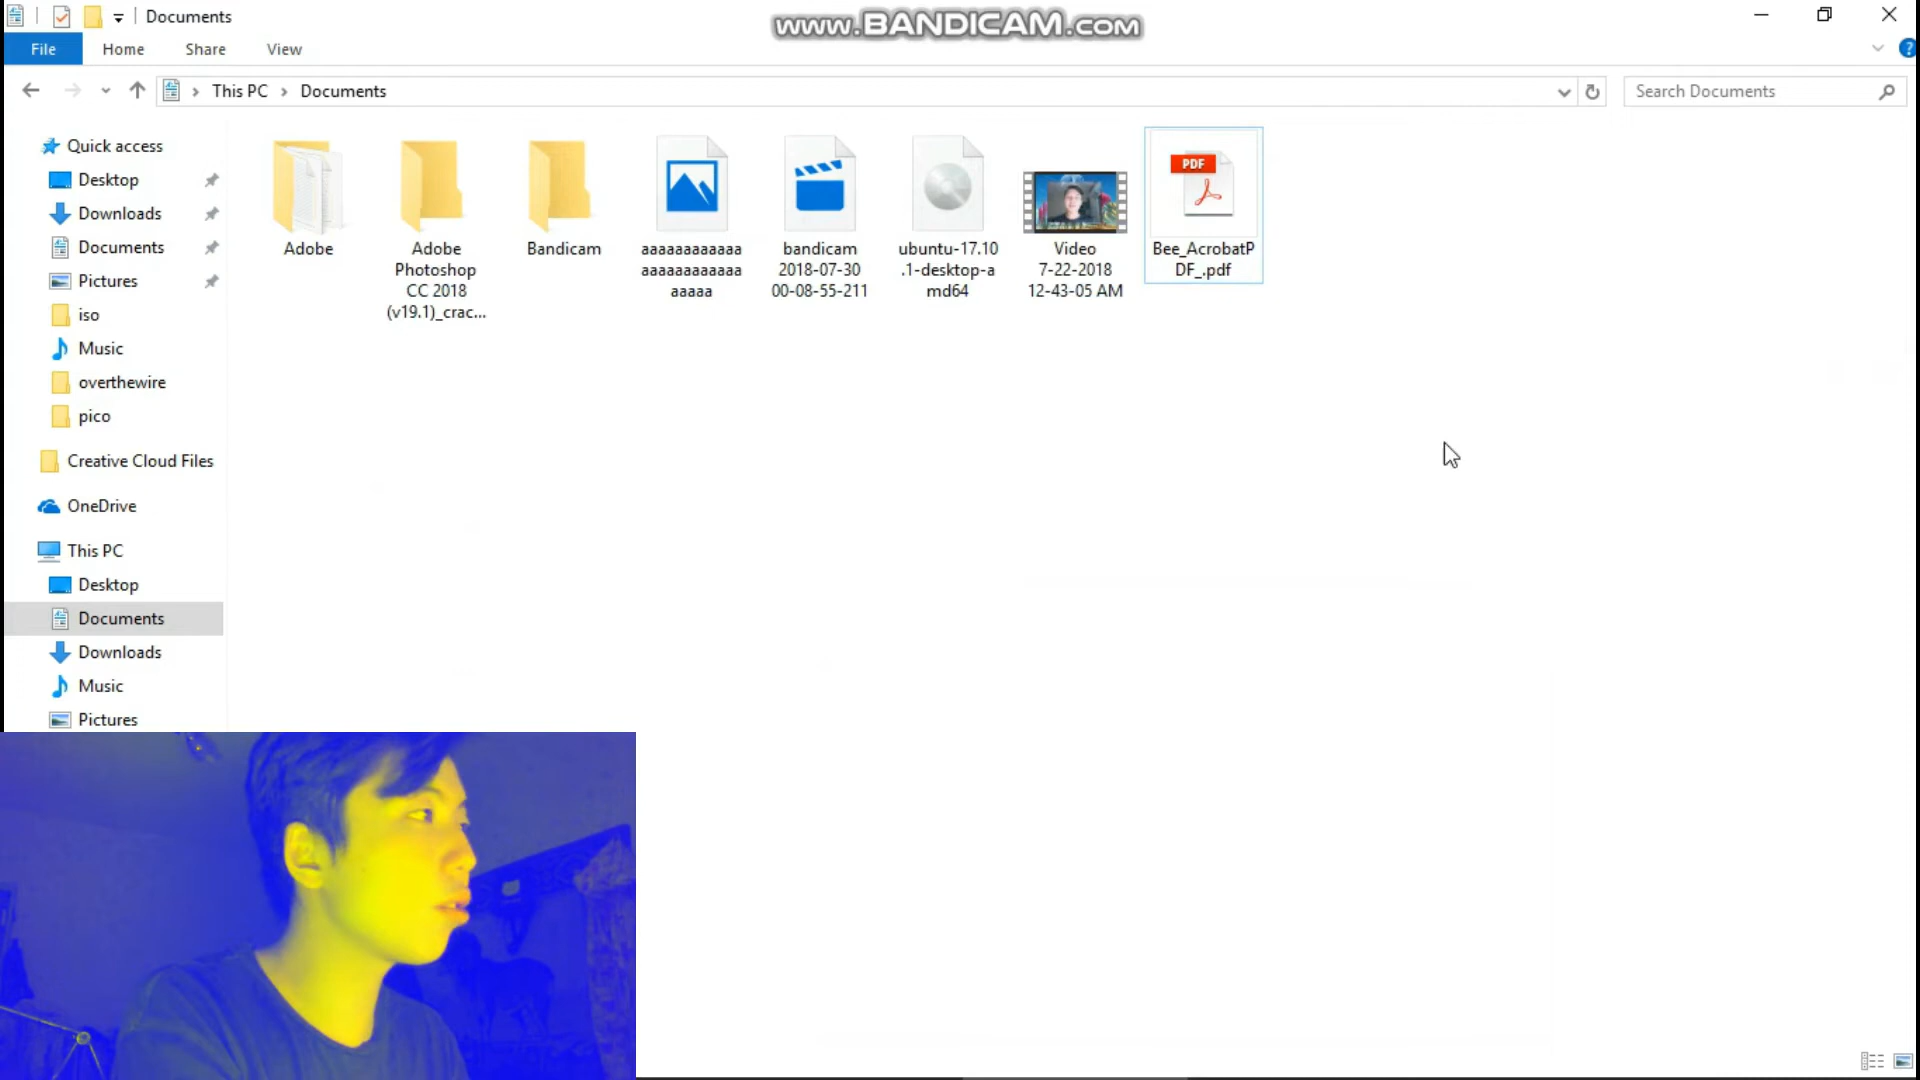 Documents
www.BANDICAM.com
File Home Share View
?
This PC Documents
Search Documents
Quick access
Desktop
Downloads
Documents
Pictures
iso
Music
overthewire
pico
Creative Cloud Files
OneDrive
This PC
Desktop
Documents
Downloads
Music
Pictures
Adobe
Adobe
Photoshop
CC 2018
(v19.1)_crac...
Bandicam
aaaaaaaaaaaa
aaaaaaaaaaaa
aaaaa
bandicam
2018-07-30
00-08-55-211
ubuntu-17.10
.1-desktop-a
md64
Video
7-22-2018
12-43-05 AM
PDF
Bee_AcrobatP
DF_.pdf